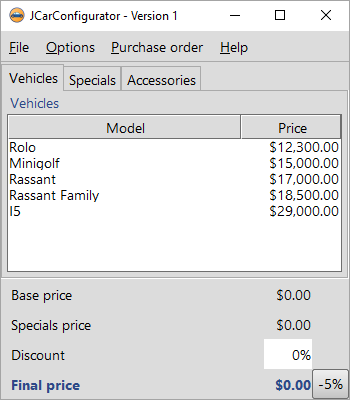 JCarConfigurator - Version 1
File Options Purchase order Help
Vehicles Specials Accessories
Vehicles
Model Price
Rolo $12,300.00
Minigolf $15,000.00
Rassant $17,000.00
Rassant Family $18,500.00
I5 $29,000.00
Base price $0.00
Specials price $0.00
Discount 0%
Final price $0.00 -5%